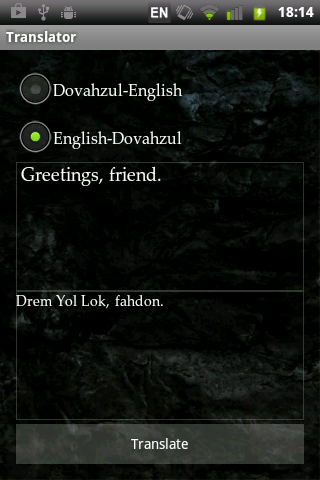 EN 18:14
Translator
Dovahzul-English
English-Dovahzul
Greetings, friend.
Drem Yol Lok, fahdon.
Translate